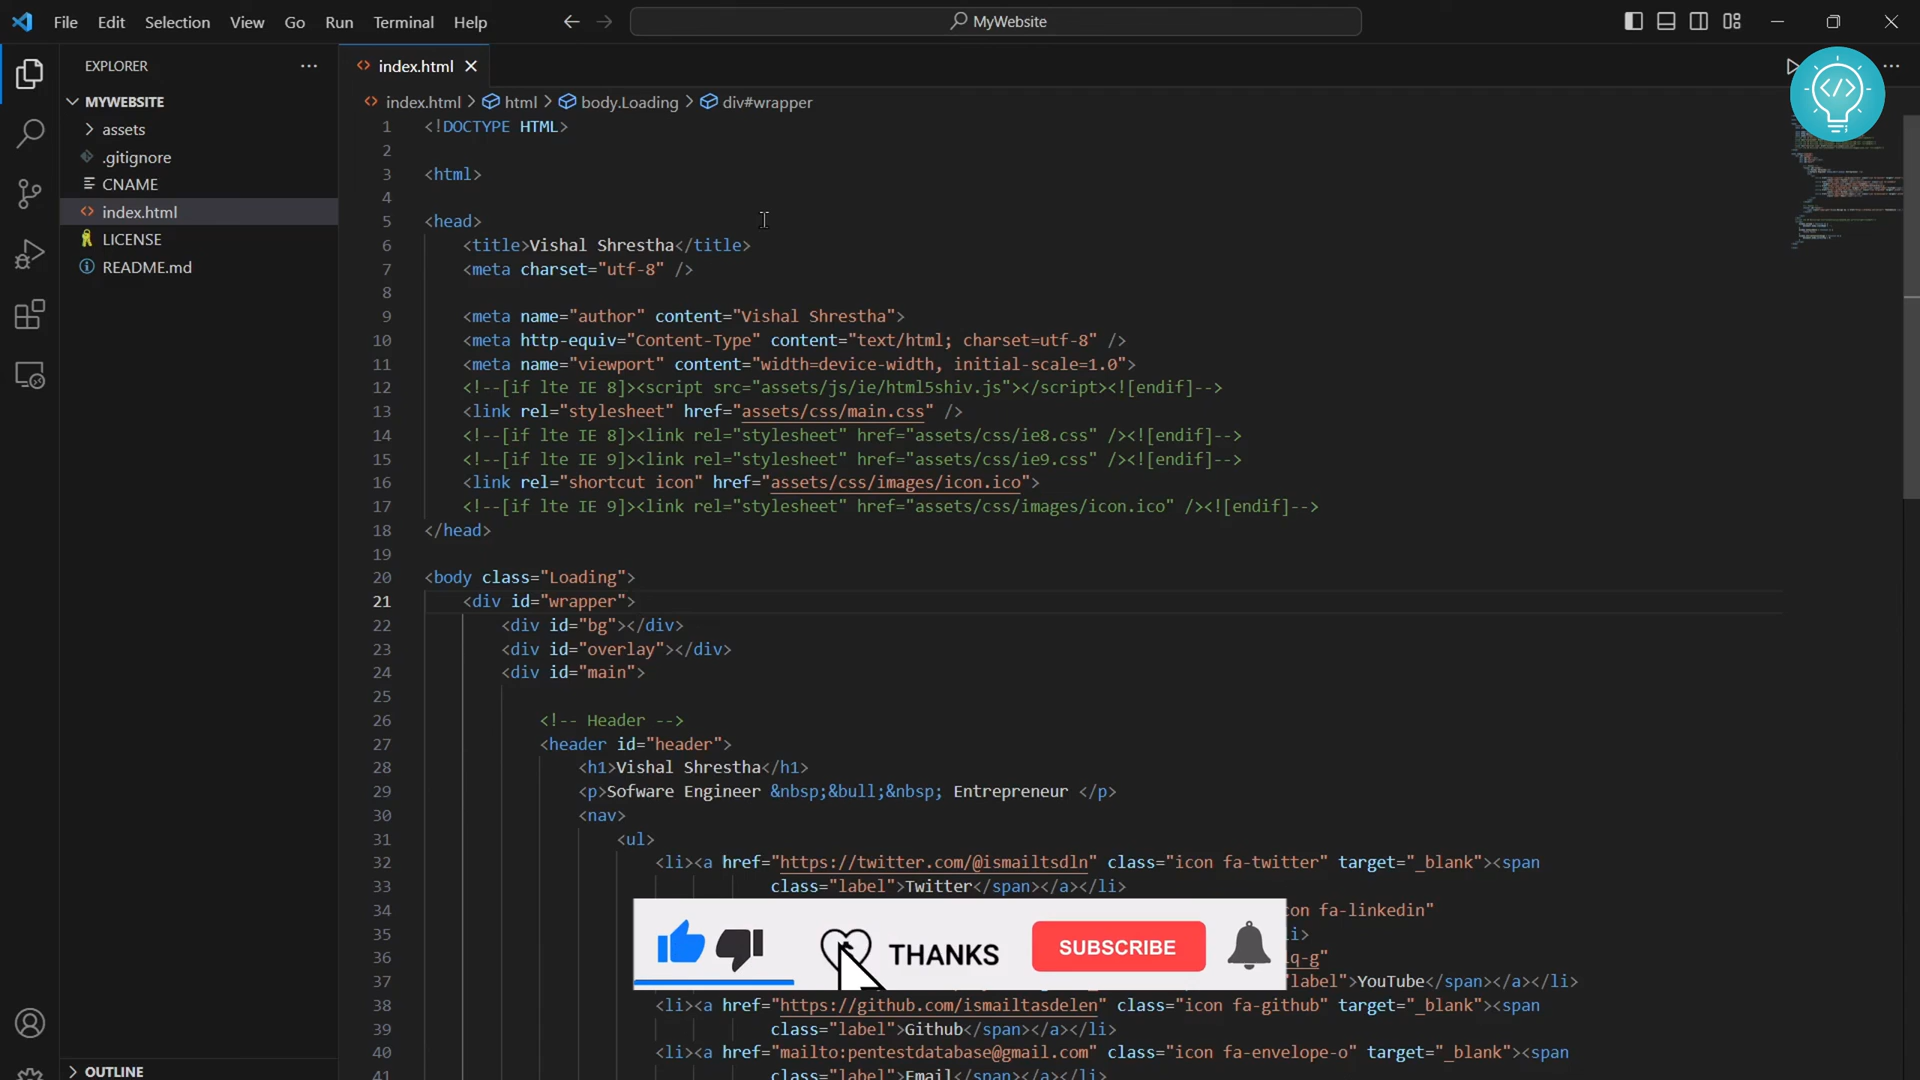 File Edit Selection View Go Run Terminal Help
MyWebsite
EXPLORER
index.html
MYWEBSITE
assets
.gitignore
CNAME
index.html
LICENSE
README.md
OUTLINE
index.html > html > body.Loading > div#wrapper
1 <!DOCTYPE HTML>
2
3 <html>
4
5 <head>
6 <title>Vishal Shrestha</title>
7 <meta charset="utf-8" />
8
9 <meta name="author" content="Vishal Shrestha">
10 <meta http-equiv="Content-Type" content="text/html; charset=utf-8" />
11 <meta name="viewport" content="width=device-width, initial-scale=1.0">
12 <!--[if lte IE 8]><script src="assets/js/ie/html5shiv.js"></script><![endif]-->
13 <link rel="stylesheet" href="assets/css/main.css" />
14 <!--[if lte IE 8]><link rel="stylesheet" href="assets/css/ie8.css" /><![endif]-->
15 <!--[if lte IE 9]><link rel="stylesheet" href="assets/css/ie9.css" /><![endif]-->
16 <link rel="shortcut icon" href="assets/css/images/icon.ico">
17 <!--[if lte IE 9]><link rel="stylesheet" href="assets/css/images/icon.ico" /><![endif]-->
18 </head>
19
20 <body class="Loading">
21 <div id="wrapper">
22 <div id="bg"></div>
23 <div id="overlay"></div>
24 <div id="main">
25
26 <!-- Header -->
27 <header id="header">
28 <h1>Vishal Shrestha</h1>
29 <p>Sofware Engineer &nbsp;&bull;&nbsp; Entrepreneur </p>
30 <nav>
31 <ul>
32 <li><a href="https://twitter.com/@ismailtsdln" class="icon fa-twitter" target="_blank"><span
33 class="label">Twitter</span></a></li>
34 con fa-linkedin"
35 i>
36 lq-g"
37 label">YouTube</span></a></li>
38 <li><a href="https://github.com/ismailtasdelen" class="icon fa-github" target="_blank"><span
39 class="label">Github</span></a></li>
40 <li><a href="mailto:pentestdatabase@gmail.com" class="icon fa-envelope-o" target="_blank"><span
41 class="label">Email</span></a></li>
THANKS
SUBSCRIBE